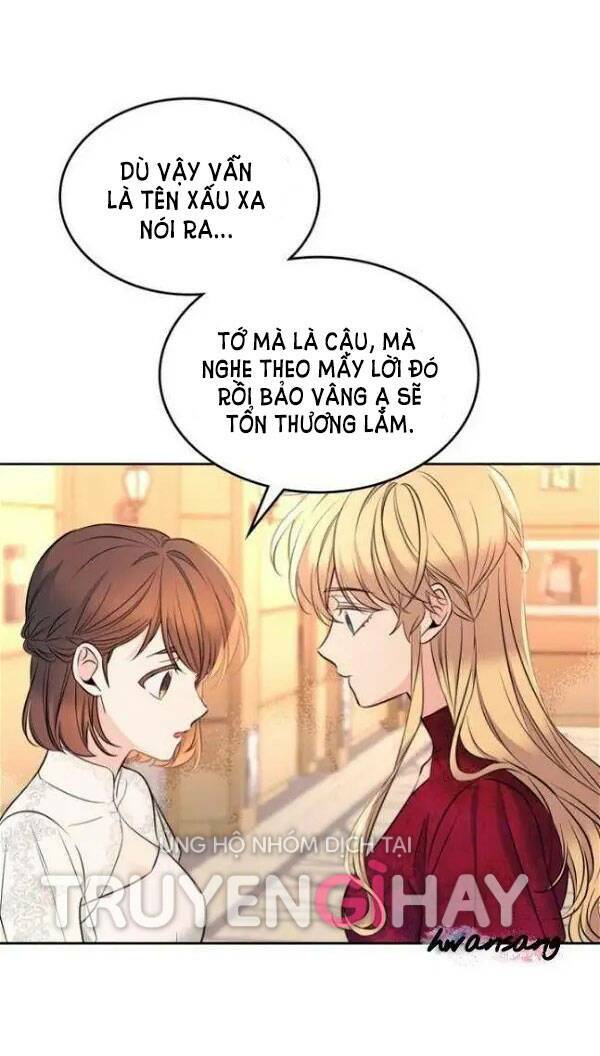 DÙ VẬY VẪN
LÀ TÊN XẤU XA
NÓI RA...
TỚ MÀ LÀ CẬU, MÀ
NGHE THEO MẤY LỜI ĐÓ
RỒI BẢO VÂNG Ạ SẼ
TỔN THƯƠNG LẮM.
ỦNG HỘ NHÓM DỊCH TẠI
TRUYENGIHAY
hwansang